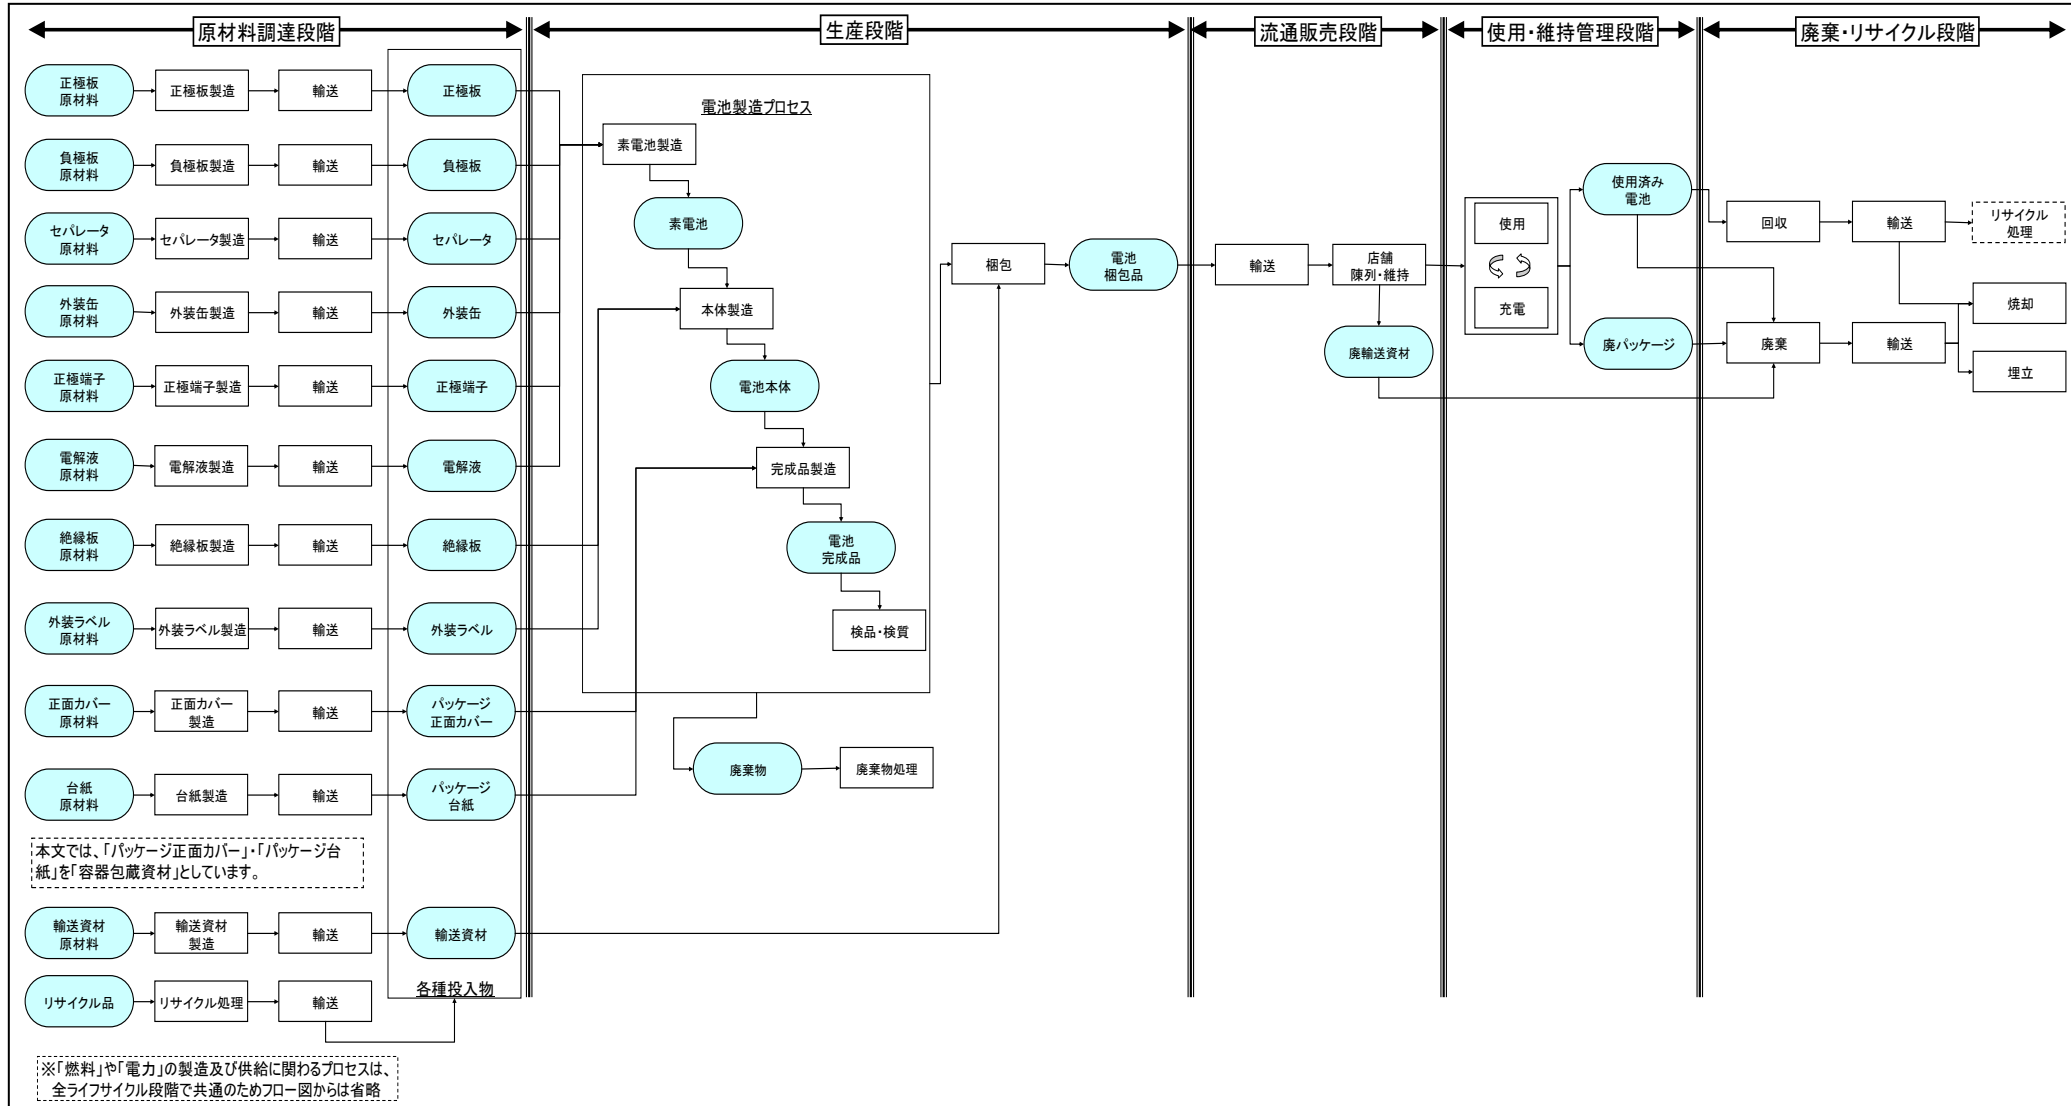 原材料調達段階
生産段階
流通販売段階
使用・維持管理段階
廃棄・リサイクル段階
正極板
原材料
正極板製造
輸送
正極板
負極板
原材料
負極板製造
輸送
負極板
セパレータ
原材料
セパレータ製造
輸送
セパレータ
外装缶
原材料
外装缶製造
輸送
外装缶
正極端子
原材料
正極端子製造
輸送
正極端子
電解液
原材料
電解液製造
輸送
電解液
絶縁板
原材料
絶縁板製造
輸送
絶縁板
外装ラベル
原材料
外装ラベル製造
輸送
外装ラベル
正面カバー
原材料
正面カバー
製造
輸送
パッケージ
正面カバー
台紙
原材料
台紙製造
輸送
パッケージ
台紙
本文では、「パッケージ正面カバー」・「パッケージ台
紙」を「容器包蔵資材」としています。
輸送資材
原材料
輸送資材
製造
輸送
輸送資材
リサイクル品
リサイクル処理
輸送
各種投入物
※「燃料」や「電力」の製造及び供給に関わるプロセスは、
全ライフサイクル段階で共通のためフロー図からは省略
電池製造プロセス
素電池製造
素電池
本体製造
電池本体
完成品製造
電池
完成品
検品・検質
廃棄物
廃棄物処理
梱包
電池
梱包品
輸送
店舗
陳列・維持
廃輸送資材
使用
充電
使用済み
電池
廃パッケージ
回収
輸送
リサイクル
処理
廃棄
輸送
焼却
埋立